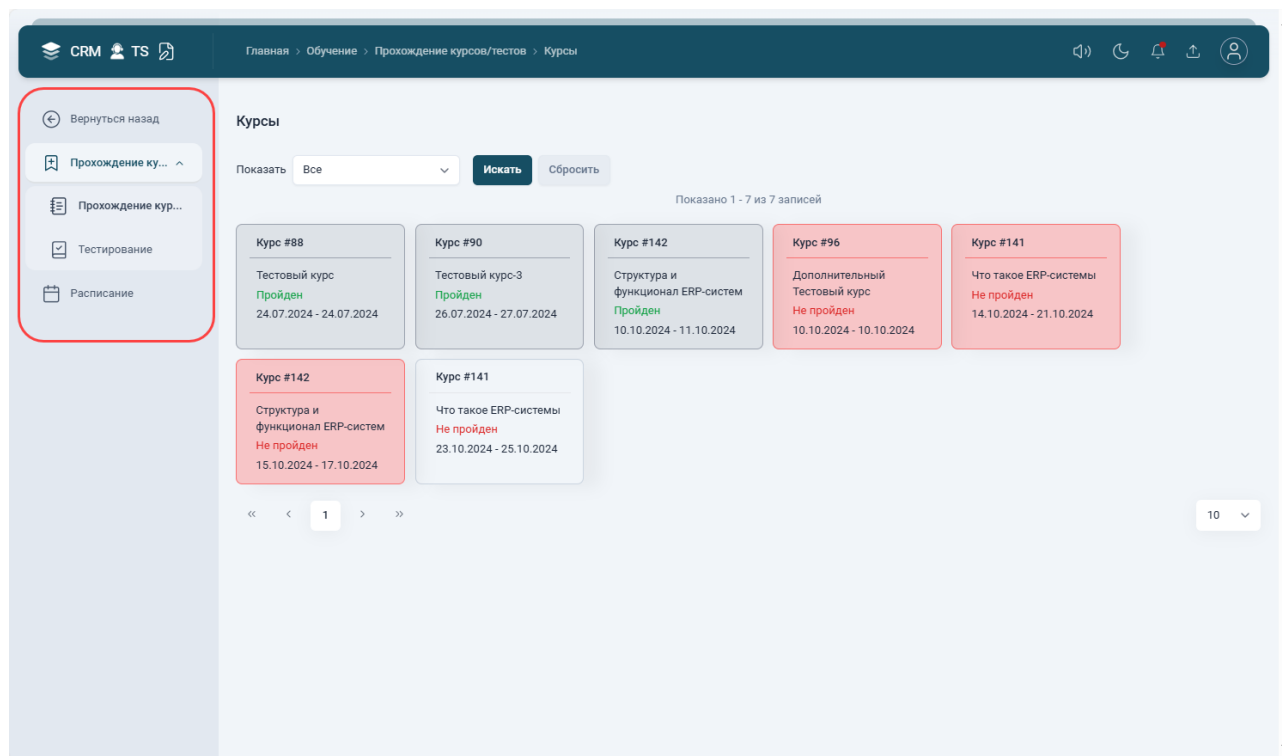 CRM TS
Главная > Обучение > Прохождение курсов/тестов > Курсы
Вернуться назад
Прохождение ку...
Прохождение кур...
Тестирование
Расписание
Курсы
Показать Все Искать Сбросить
Показано 1 - 7 из 7 записей
Курс #88
Тестовый курс
Пройден
24.07.2024 - 24.07.2024
Курс #90
Тестовый курс-3
Пройден
26.07.2024 - 27.07.2024
Курс #142
Структура и
функционал ERP-систем
Пройден
10.10.2024 - 11.10.2024
Курс #96
Дополнительный
Тестовый курс
Не пройден
10.10.2024 - 10.10.2024
Курс #141
Что такое ERP-системы
Не пройден
14.10.2024 - 21.10.2024
Курс #142
Структура и
функционал ERP-систем
Не пройден
15.10.2024 - 17.10.2024
Курс #141
Что такое ERP-системы
Не пройден
23.10.2024 - 25.10.2024
« < 1 > »
10